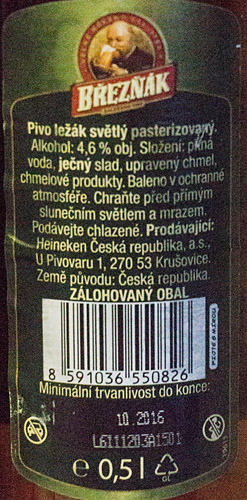 BŘEZŇÁK
Pivo ležák světlý pasterizovaný.
Alkohol: 4,6 % obj. Složení: pitná
voda, ječný slad, upravený chmel,
chmelové produkty. Baleno v ochranné
atmosféře. Chraňte před přímým
slunečním světlem a mrazem.
Podávejte chlazené. Prodávající:
Heineken Česká republika, a.s.,
U Pivovaru 1, 270 53 Krušovice.
Země původu: Česká republika.
ZÁLOHOVANÝ OBAL
8 591036 550826
PIJTE S MÍROU
Minimální trvanlivost do konce:
10.2016
L6111203A1501
e 0,5 l